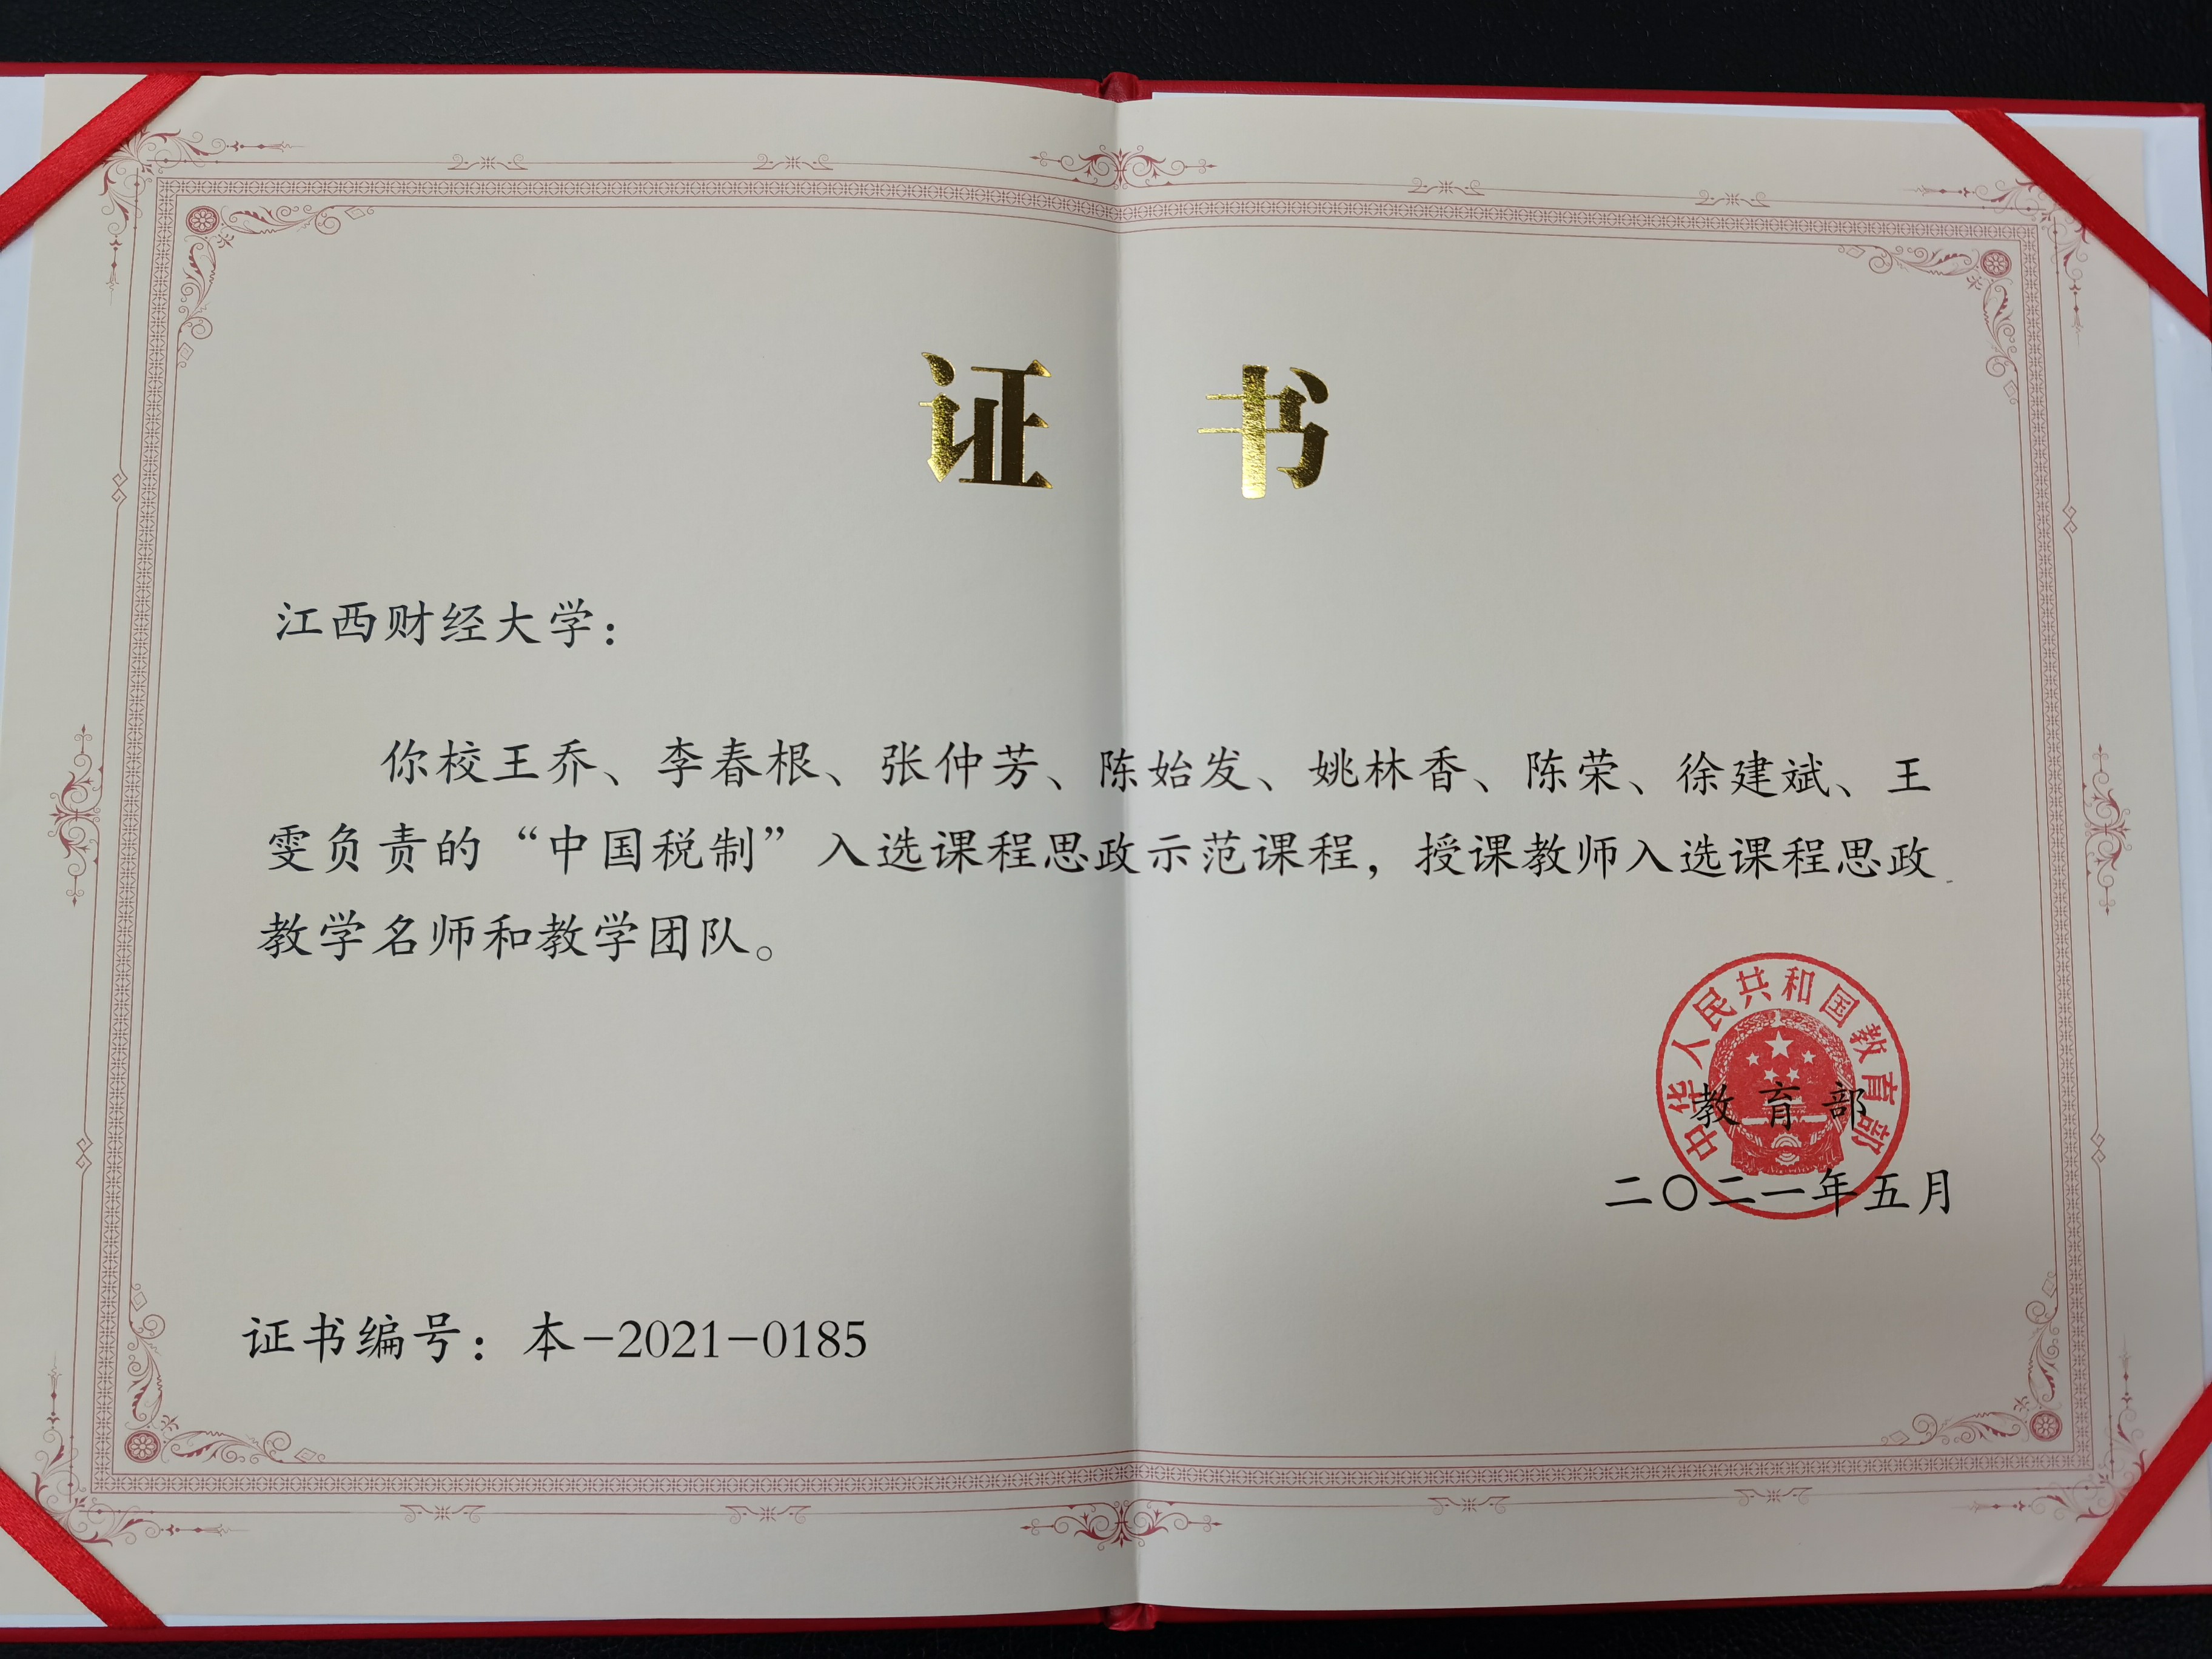 证书
江西财经大学：
你校王乔、李春根、张仲芳、陈始发、姚林香、陈荣、徐建斌、王
雯负责的“中国税制”入选课程思政示范课程，授课教师入选课程思政
教学名师和教学团队。
中华人民共和国教育部
教育部
二〇二一年五月
证书编号：本-2021-0185